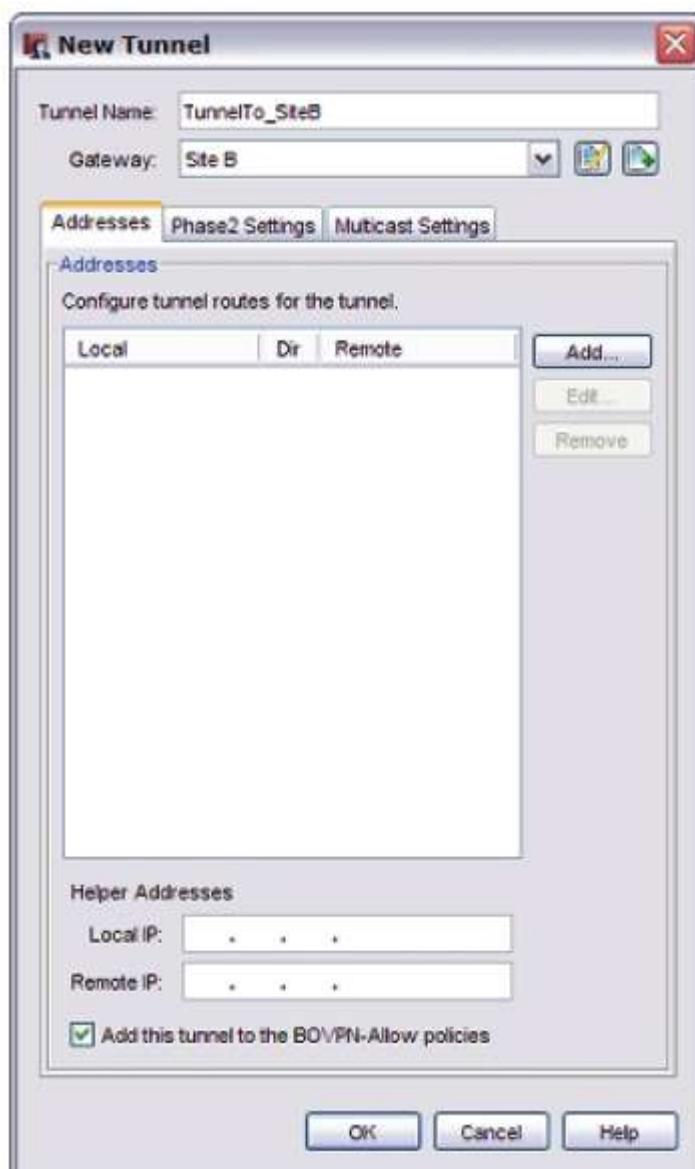 New Tunnel
Tunnel Name: TunnelTo_SiteB
Gateway: Site B
Addresses Phase2 Settings Multicast Settings
Addresses
Configure tunnel routes for the tunnel.
Local Dir Remote
Add...
Edit...
Remove
Helper Addresses
Local IP: . . .
Remote IP: . . .
Add this tunnel to the BOVPN-Allow policies
OK Cancel Help